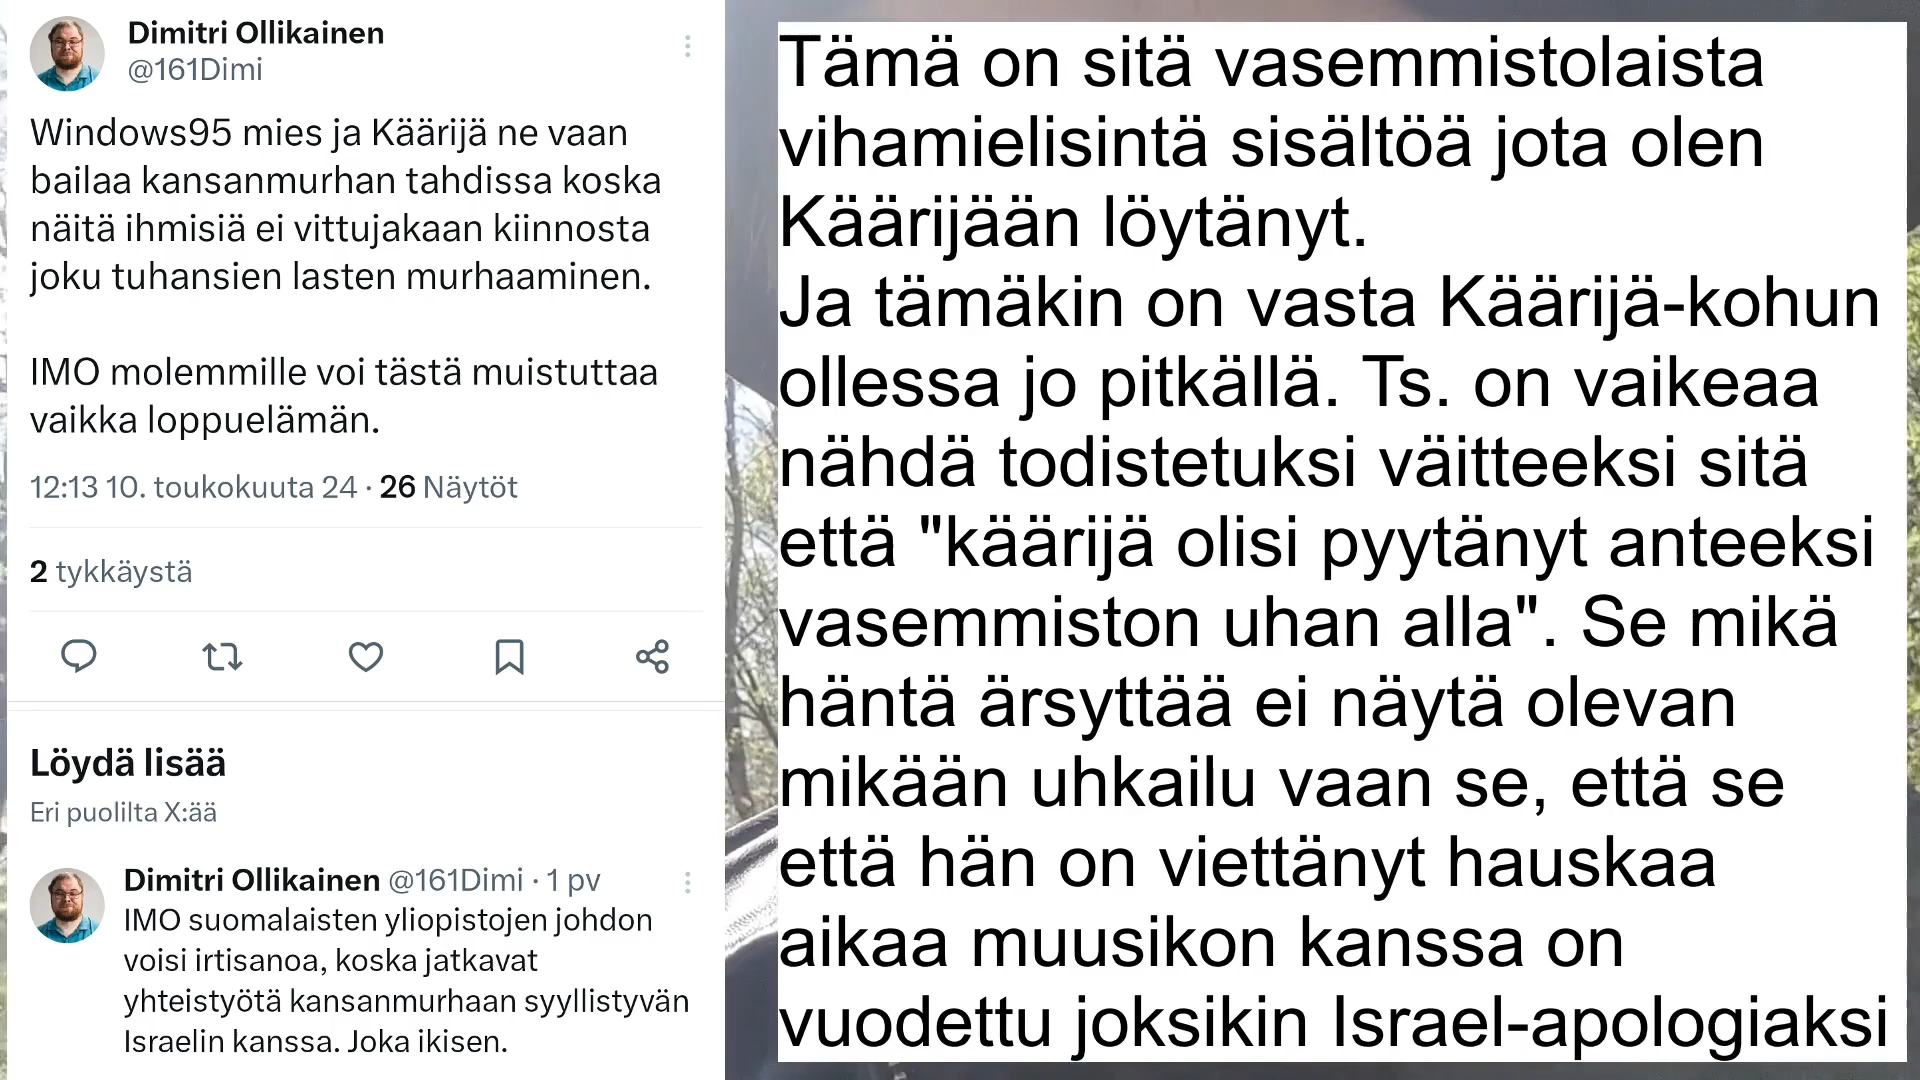 Dimitri Ollikainen
@161Dimi
Windows95 mies ja Käärijä ne vaan
bailaa kansanmurhan tahdissa koska
näitä ihmisiä ei vittujakaan kiinnosta
joku tuhansien lasten murhaaminen.
IMO molemmille voi tästä muistuttaa
vaikka loppuelämän.
12:13 10. toukokuuta 24 · 26 Näytöt
2 tykkäystä
Löydä lisää
Eri puolilta X:ää
Dimitri Ollikainen @161Dimi · 1 pv
IMO suomalaisten yliopistojen johdon
voisi irtisanoa, koska jatkavat
yhteistyötä kansanmurhaan syyllistyvän
Israelin kanssa. Joka ikisen.
Tämä on sitä vasemmistolaista
vihamielisintä sisältöä jota olen
Käärijään löytänyt.
Ja tämäkin on vasta Käärijä-kohun
ollessa jo pitkällä. Ts. on vaikeaa
nähdä todistetuksi väitteeksi sitä
että "käärijä olisi pyytänyt anteeksi
vasemmiston uhan alla". Se mikä
häntä ärsyttää ei näytä olevan
mikään uhkailu vaan se, että se
että hän on viettänyt hauskaa
aikaa muusikon kanssa on
vuodettu joksikin Israel-apologiaksi